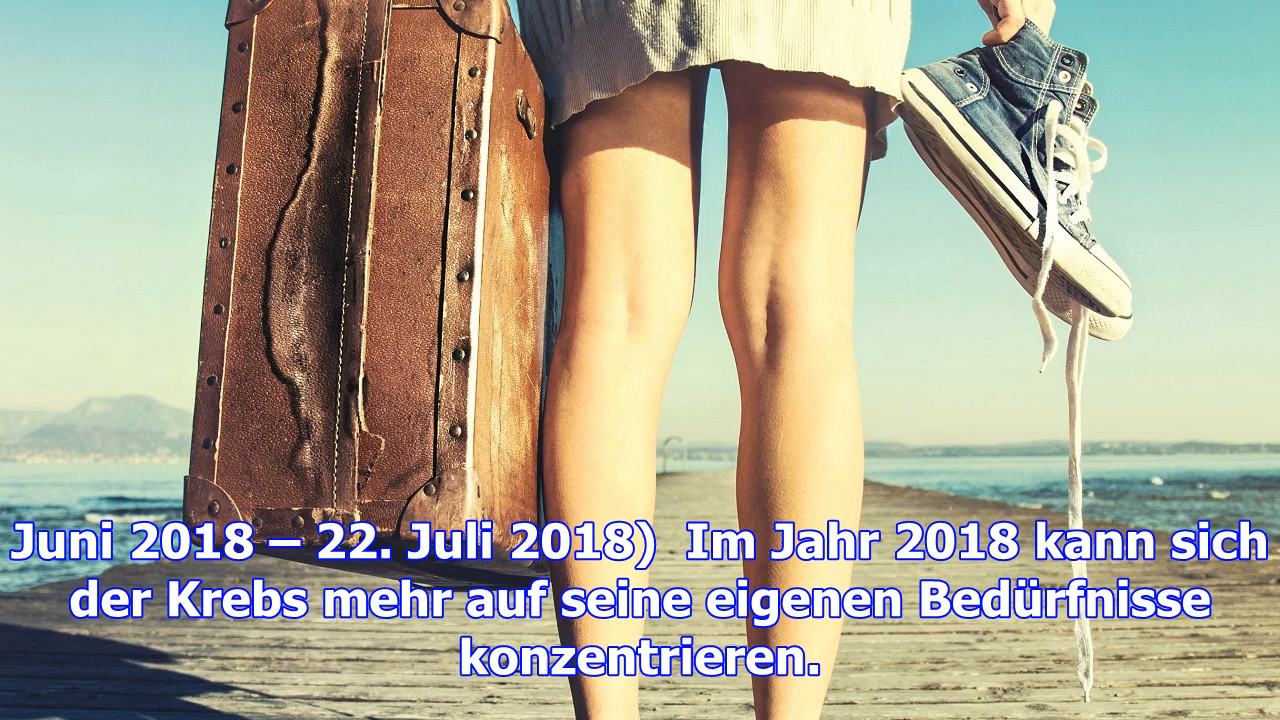 Juni 2018 – 22. Juli 2018)  Im Jahr 2018 kann sich
der Krebs mehr auf seine eigenen Bedürfnisse
konzentrieren.